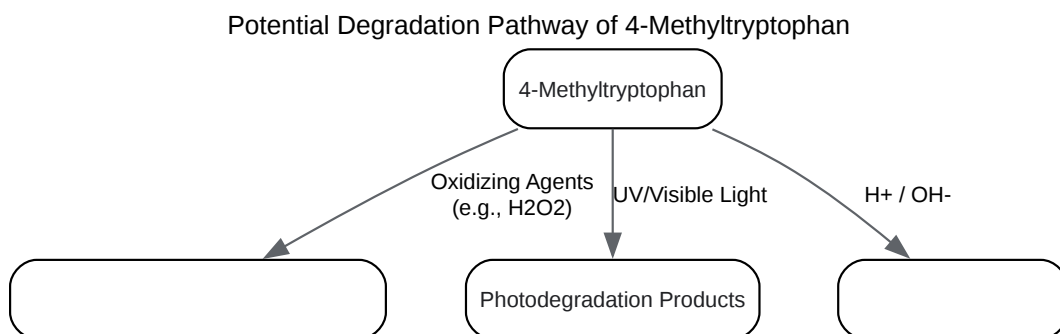 Potential Degradation Pathway of 4-Methyltryptophan
4-Methyltryptophan
Oxidizing Agents
(e.g., H2O2)
UV/Visible Light
H+ / OH-
Photodegradation Products